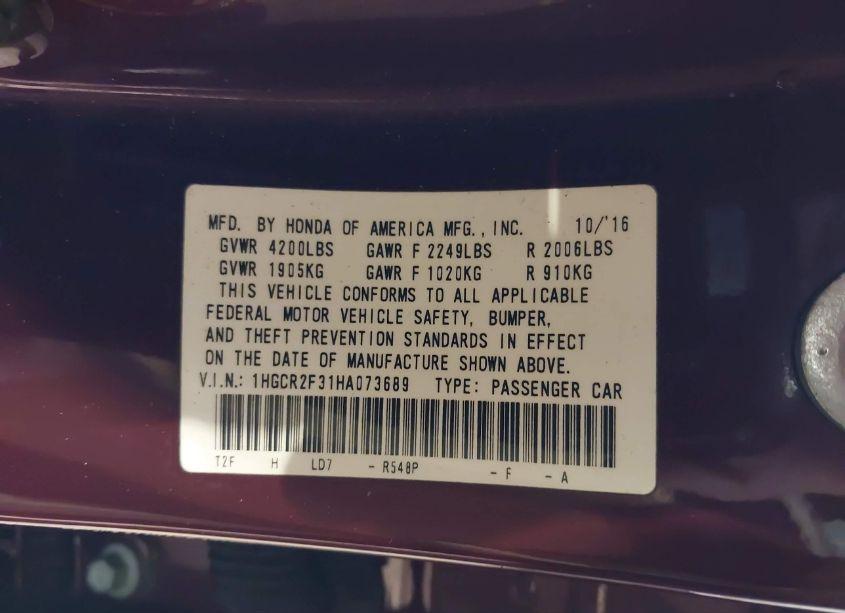 MFD. BY HONDA OF AMERICA MFG., INC. 10/'16
GVWR 4200LBS GAWR F 2249LBS R 2006LBS
GVWR 1905KG GAWR F 1020KG R 910KG
THIS VEHICLE CONFORMS TO ALL APPLICABLE
FEDERAL MOTOR VEHICLE SAFETY, BUMPER,
AND THEFT PREVENTION STANDARDS IN EFFECT
ON THE DATE OF MANUFACTURE SHOWN ABOVE.
V.I.N.: 1HGCR2F31HA073689 TYPE: PASSENGER CAR
T2F H LD7 - R548P - F - A